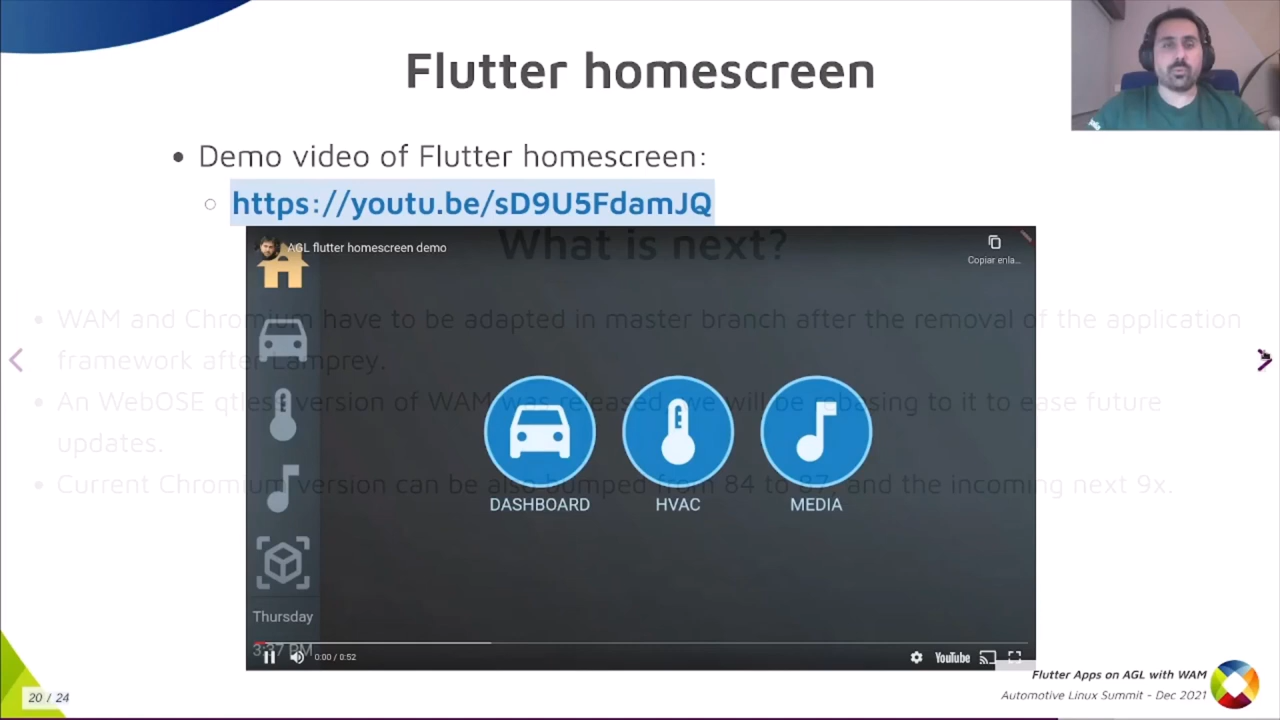 Flutter homescreen
Demo video of Flutter homescreen:
https://youtu.be/sD9U5FdamJQ
AGL flutter homescreen demo
What is next?
Copiar enla...
WAM and Chromium have to be adapted in master branch after the removal of the application
framework after Lamprey.
An WebOSE qtless version of WAM was released, we will be rebasing to it to ease future
updates.
Current Chromium version can be also bumped from 84 to 87, and the incoming next 9x.
DASHBOARD
HVAC
MEDIA
Thursday
3:37 PM
0:00 / 0:52
YouTube
Flutter Apps on AGL with WAM
Automotive Linux Summit - Dec 2021
20 / 24